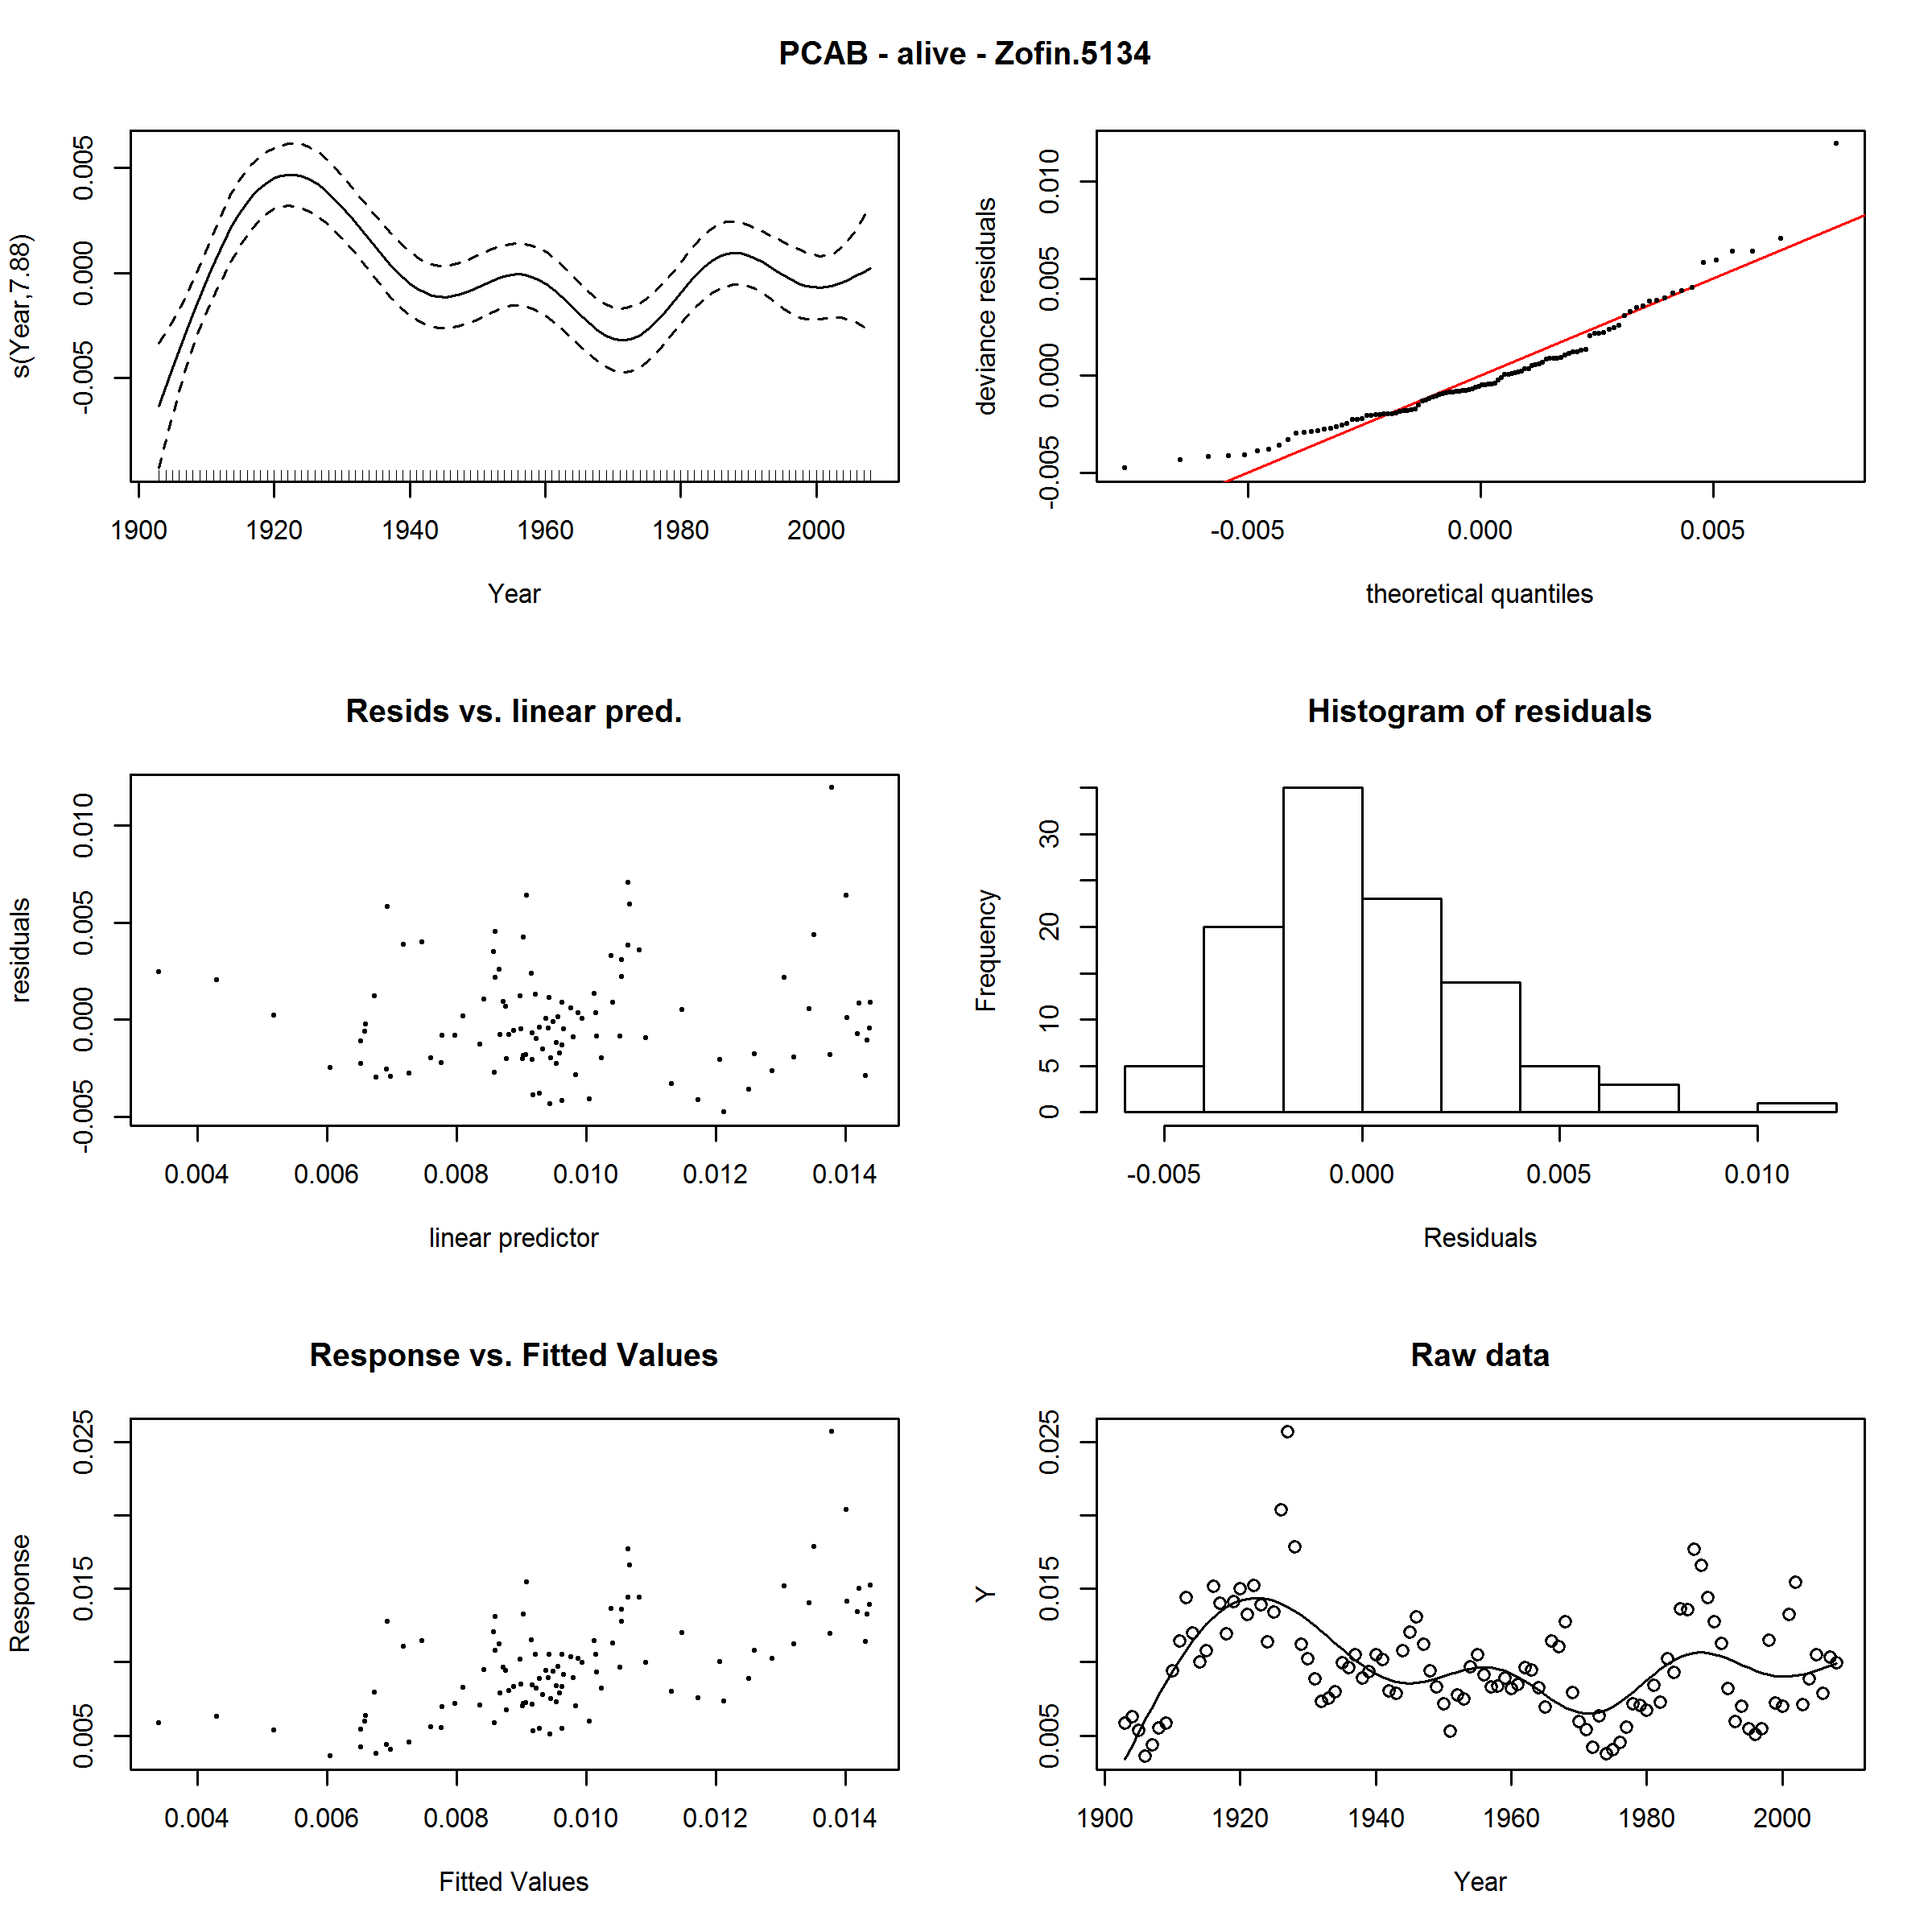 PCAB - alive - Zofin.5134
s(Year,7.88)
-0.005 0.000 0.005
1900 1920 1940 1960 1980 2000
Year
deviance residuals
-0.005 0.000 0.005 0.010
-0.005 0.000 0.005
theoretical quantiles
Resids vs. linear pred.
residuals
-0.005 0.000 0.005 0.010
0.004 0.006 0.008 0.010 0.012 0.014
linear predictor
Histogram of residuals
Frequency
0 5 10 20 30
-0.005 0.000 0.005 0.010
Residuals
Response vs. Fitted Values
Response
0.005 0.015 0.025
0.004 0.006 0.008 0.010 0.012 0.014
Fitted Values
Raw data
Y
0.005 0.015 0.025
1900 1920 1940 1960 1980 2000
Year